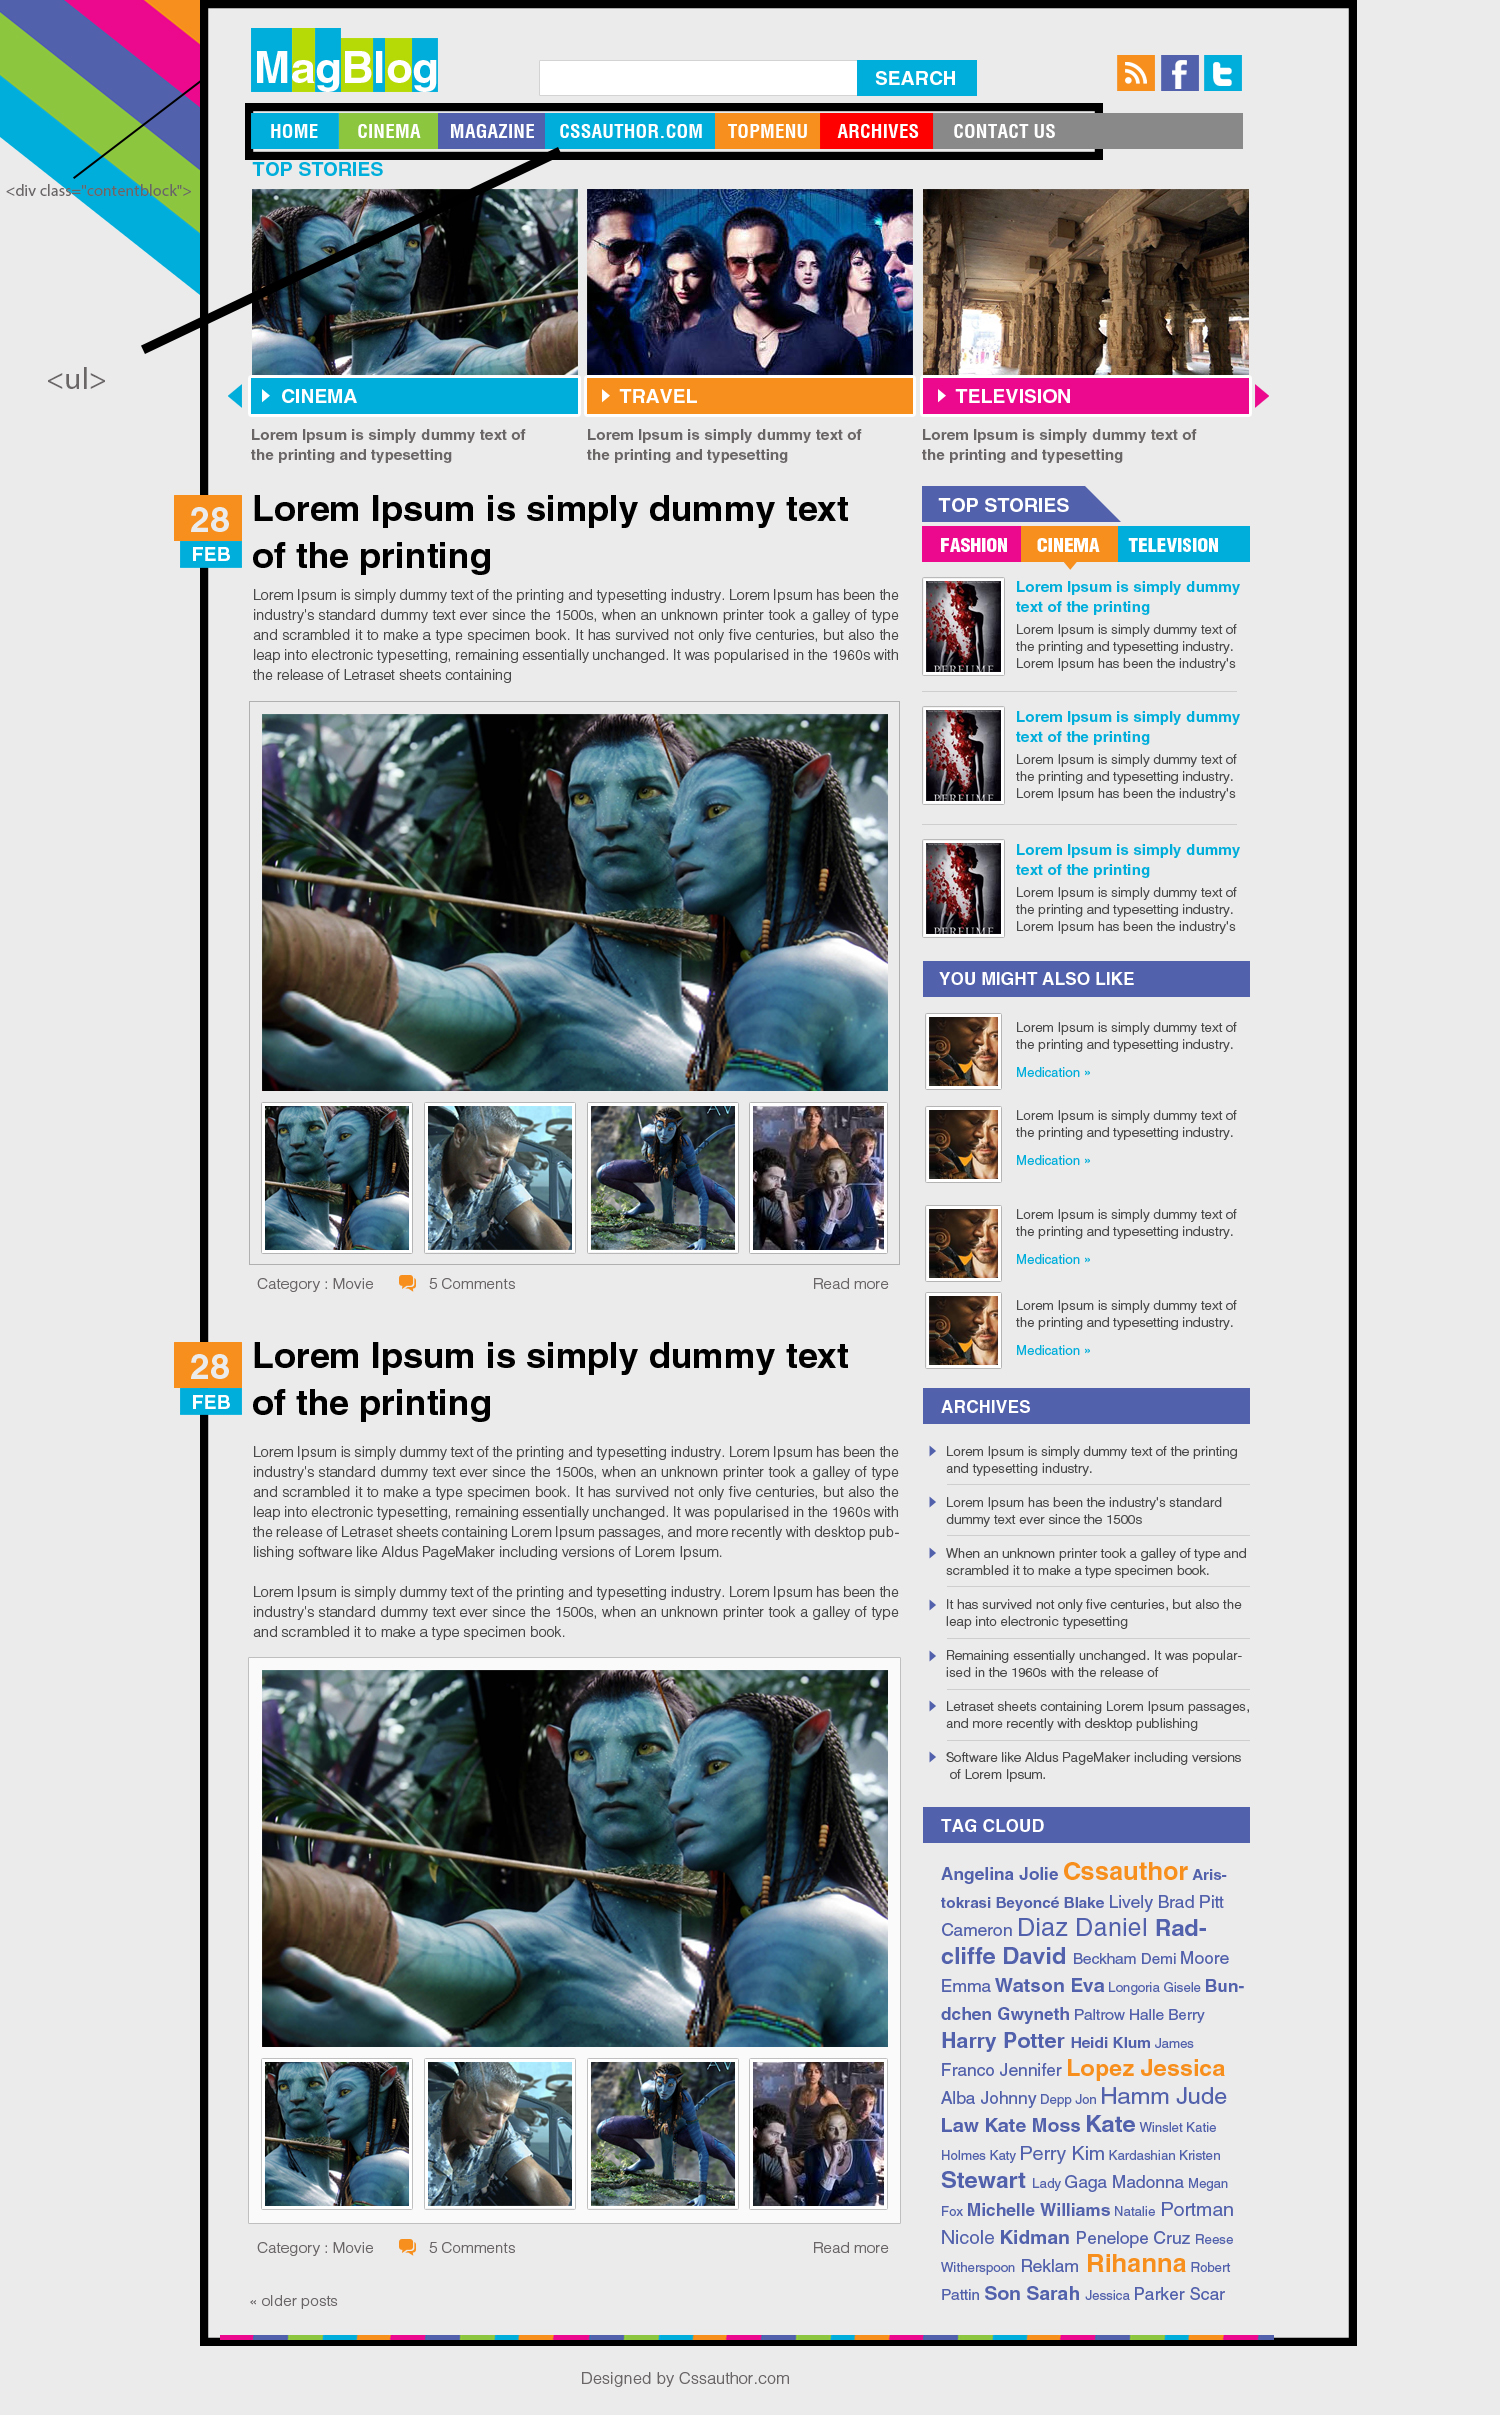 MagBlog
SEARCH
HOME CINEMA MAGAZINE CSSAUTHOR.COM TOPMENU ARCHIVES CONTACT US
<div class="contentblock">
<ul>
TOP STORIES
CINEMA
Lorem Ipsum is simply dummy text of
the printing and typesetting
TRAVEL
Lorem Ipsum is simply dummy text of
the printing and typesetting
TELEVISION
Lorem Ipsum is simply dummy text of
the printing and typesetting
28
FEB
Lorem Ipsum is simply dummy text
of the printing
Lorem Ipsum is simply dummy text of the printing and typesetting industry. Lorem Ipsum has been the
industry's standard dummy text ever since the 1500s, when an unknown printer took a galley of type
and scrambled it to make a type specimen book. It has survived not only five centuries, but also the
leap into electronic typesetting, remaining essentially unchanged. It was popularised in the 1960s with
the release of Letraset sheets containing
AV
Category : Movie 5 Comments Read more
28
FEB
Lorem Ipsum is simply dummy text
of the printing
Lorem Ipsum is simply dummy text of the printing and typesetting industry. Lorem Ipsum has been the
industry's standard dummy text ever since the 1500s, when an unknown printer took a galley of type
and scrambled it to make a type specimen book. It has survived not only five centuries, but also the
leap into electronic typesetting, remaining essentially unchanged. It was popularised in the 1960s with
the release of Letraset sheets containing Lorem Ipsum passages, and more recently with desktop pub-
lishing software like Aldus PageMaker including versions of Lorem Ipsum.
Lorem Ipsum is simply dummy text of the printing and typesetting industry. Lorem Ipsum has been the
industry's standard dummy text ever since the 1500s, when an unknown printer took a galley of type
and scrambled it to make a type specimen book.
AV
Category : Movie 5 Comments Read more
« older posts
TOP STORIES
FASHION CINEMA TELEVISION
PERFUME
Lorem Ipsum is simply dummy
text of the printing
Lorem Ipsum is simply dummy text of
the printing and typesetting industry.
Lorem Ipsum has been the industry's
PERFUME
Lorem Ipsum is simply dummy
text of the printing
Lorem Ipsum is simply dummy text of
the printing and typesetting industry.
Lorem Ipsum has been the industry's
PERFUME
Lorem Ipsum is simply dummy
text of the printing
Lorem Ipsum is simply dummy text of
the printing and typesetting industry.
Lorem Ipsum has been the industry's
YOU MIGHT ALSO LIKE
Lorem Ipsum is simply dummy text of
the printing and typesetting industry.
Medication »
Lorem Ipsum is simply dummy text of
the printing and typesetting industry.
Medication »
Lorem Ipsum is simply dummy text of
the printing and typesetting industry.
Medication »
Lorem Ipsum is simply dummy text of
the printing and typesetting industry.
Medication »
ARCHIVES
Lorem Ipsum is simply dummy text of the printing
and typesetting industry.
Lorem Ipsum has been the industry's standard
dummy text ever since the 1500s
When an unknown printer took a galley of type and
scrambled it to make a type specimen book.
It has survived not only five centuries, but also the
leap into electronic typesetting
Remaining essentially unchanged. It was popular-
ised in the 1960s with the release of
Letraset sheets containing Lorem Ipsum passages,
and more recently with desktop publishing
Software like Aldus PageMaker including versions
of Lorem Ipsum.
TAG CLOUD
Angelina Jolie Cssauthor Aris-
tokrasi Beyoncé Blake Lively Brad Pitt
Cameron Diaz Daniel Rad-
cliffe David Beckham Demi Moore
Emma Watson Eva Longoria Gisele Bun-
dchen Gwyneth Paltrow Halle Berry
Harry Potter Heidi Klum James
Franco Jennifer Lopez Jessica
Alba Johnny Depp Jon Hamm Jude
Law Kate Moss Kate Winslet Katie
Holmes Katy Perry Kim Kardashian Kristen
Stewart Lady Gaga Madonna Megan
Fox Michelle Williams Natalie Portman
Nicole Kidman Penelope Cruz Reese
Witherspoon Reklam Rihanna Robert
Pattin Son Sarah Jessica Parker Scar
Designed by Cssauthor.com